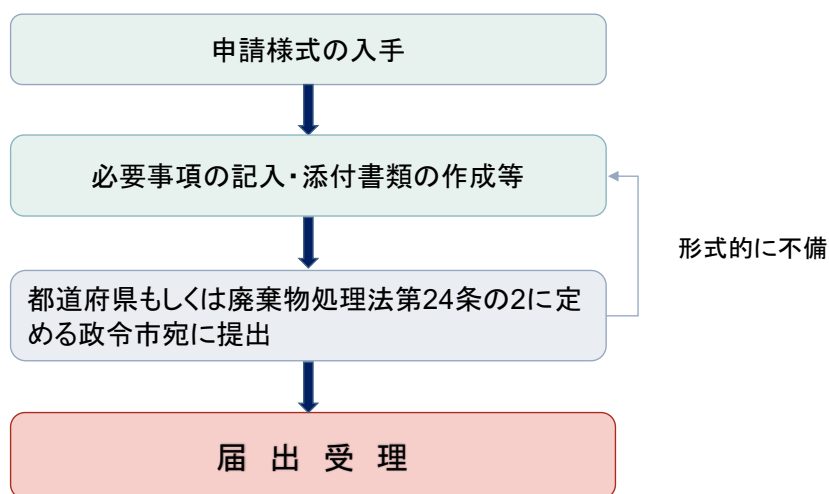 申請様式の入手
必要事項の記入・添付書類の作成等
形式的に不備
都道府県もしくは廃棄物処理法第24条の2に定
める政令市宛に提出
届 出 受 理